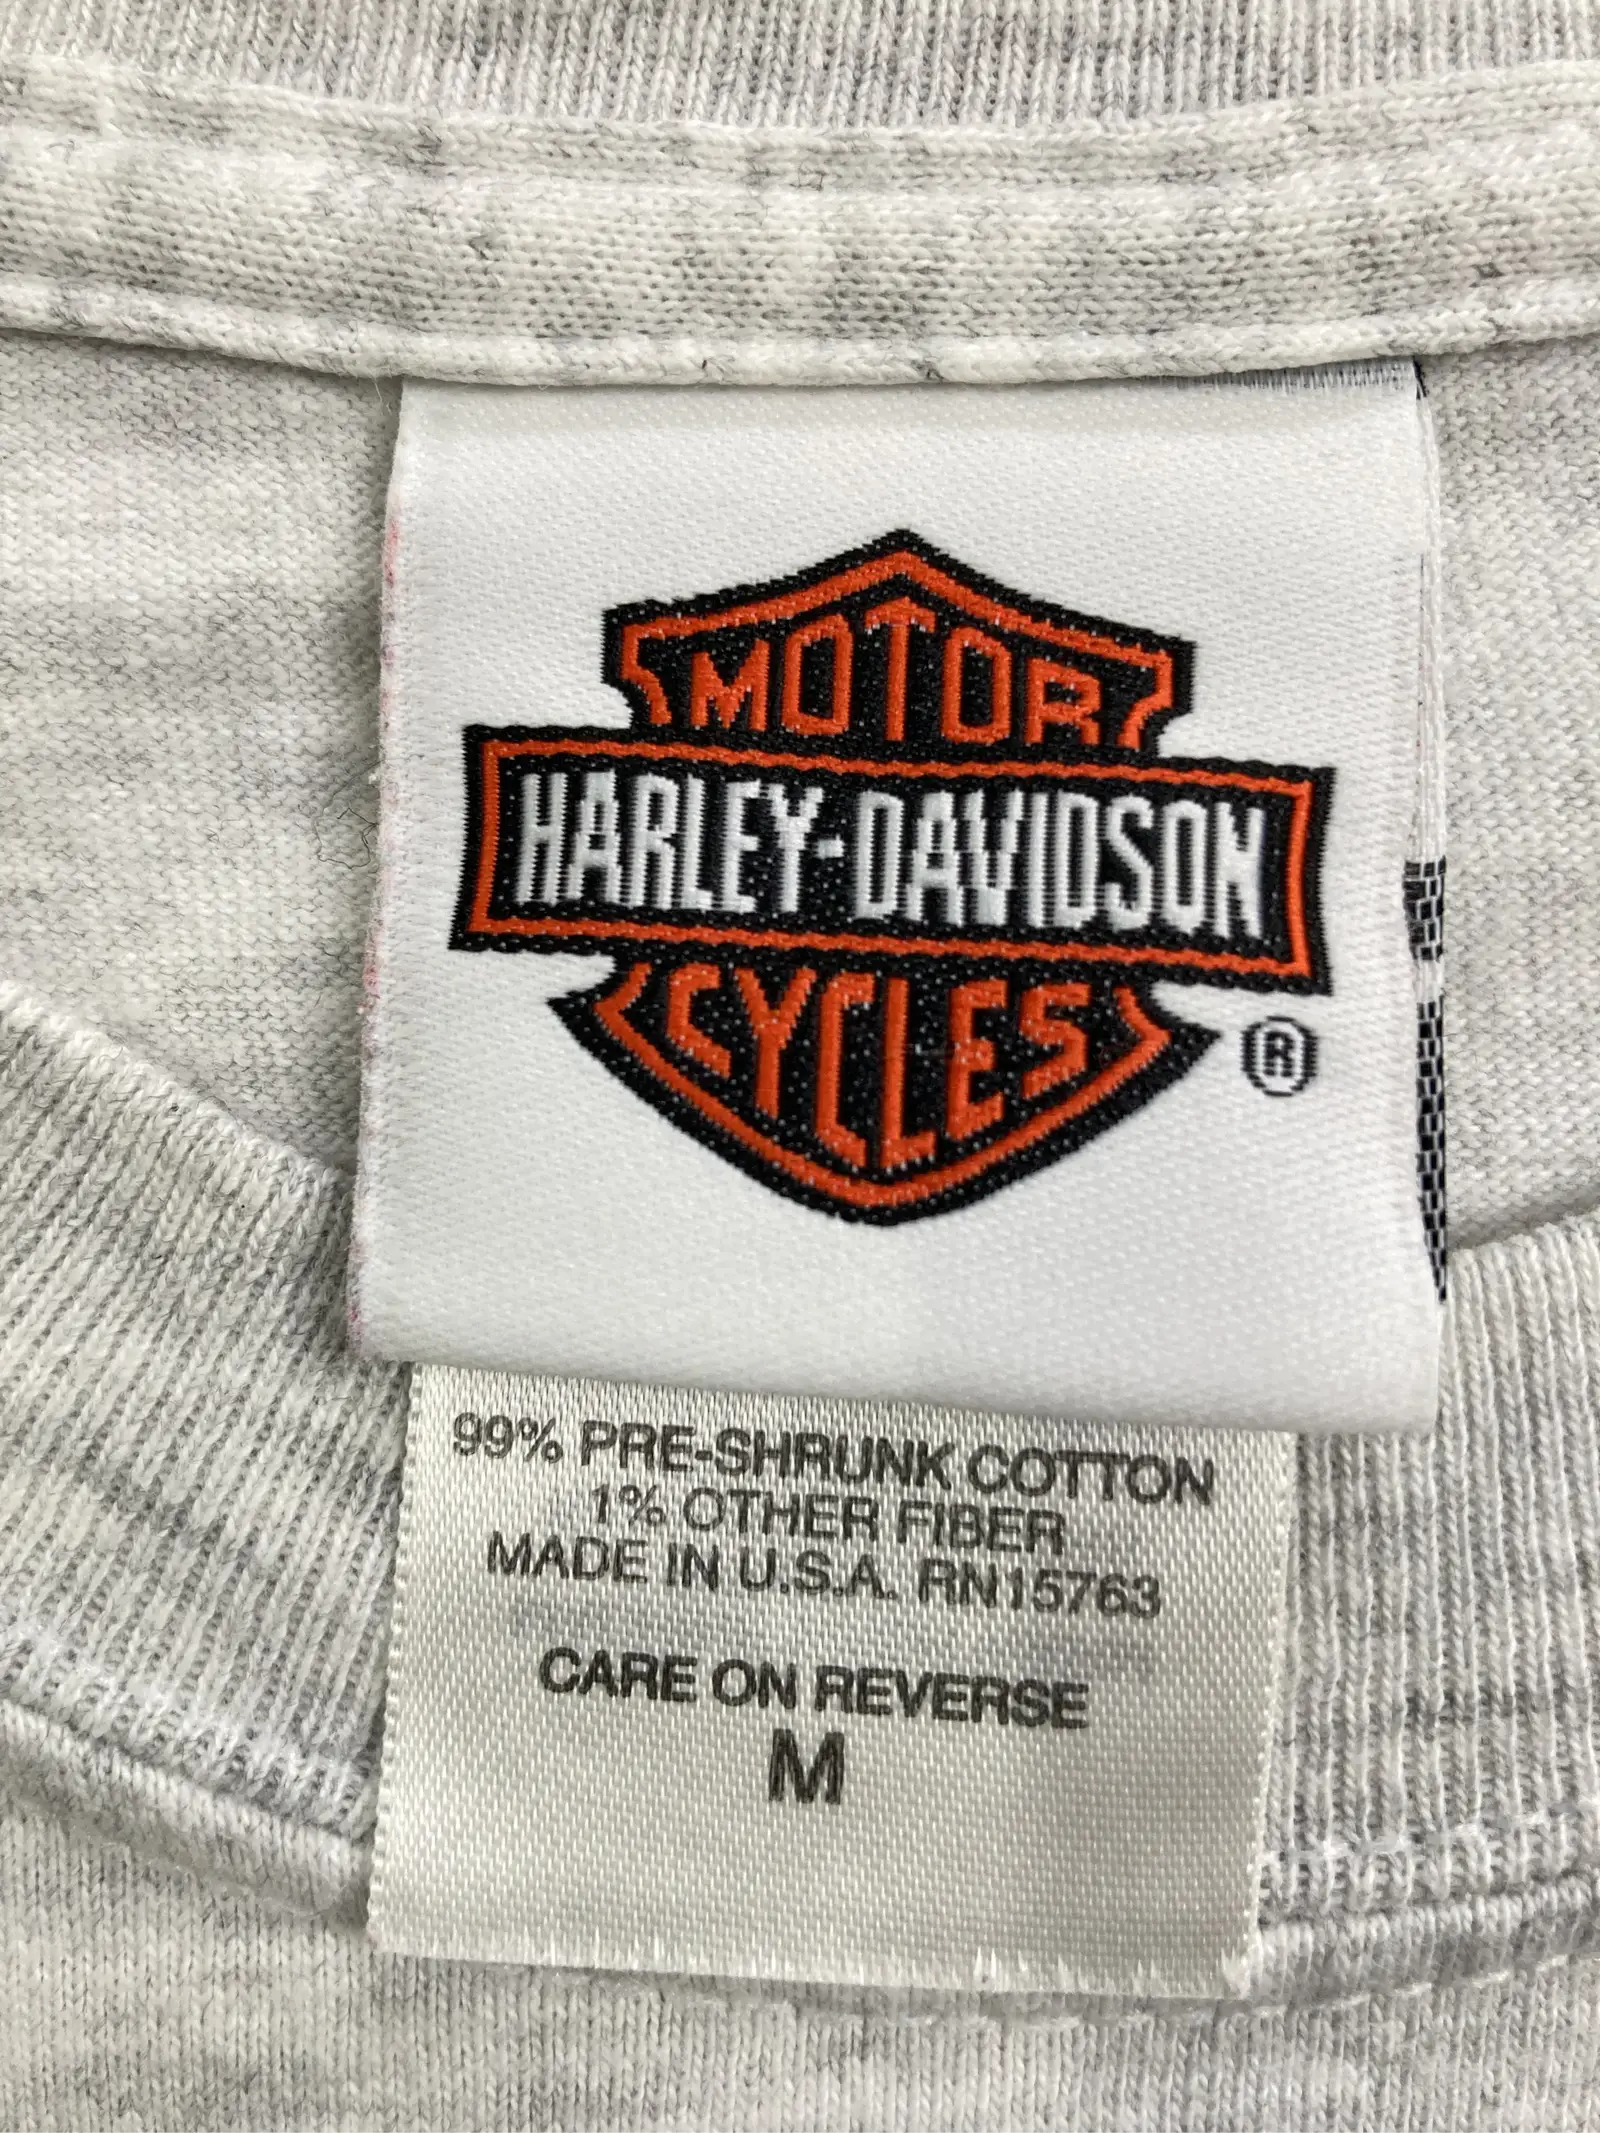 MOTOR
HARLEY-DAVIDSON
CYCLES
®
99% PRE-SHRUNK COTTON
1% OTHER FIBER
MADE IN U.S.A. RN15763
CARE ON REVERSE
M